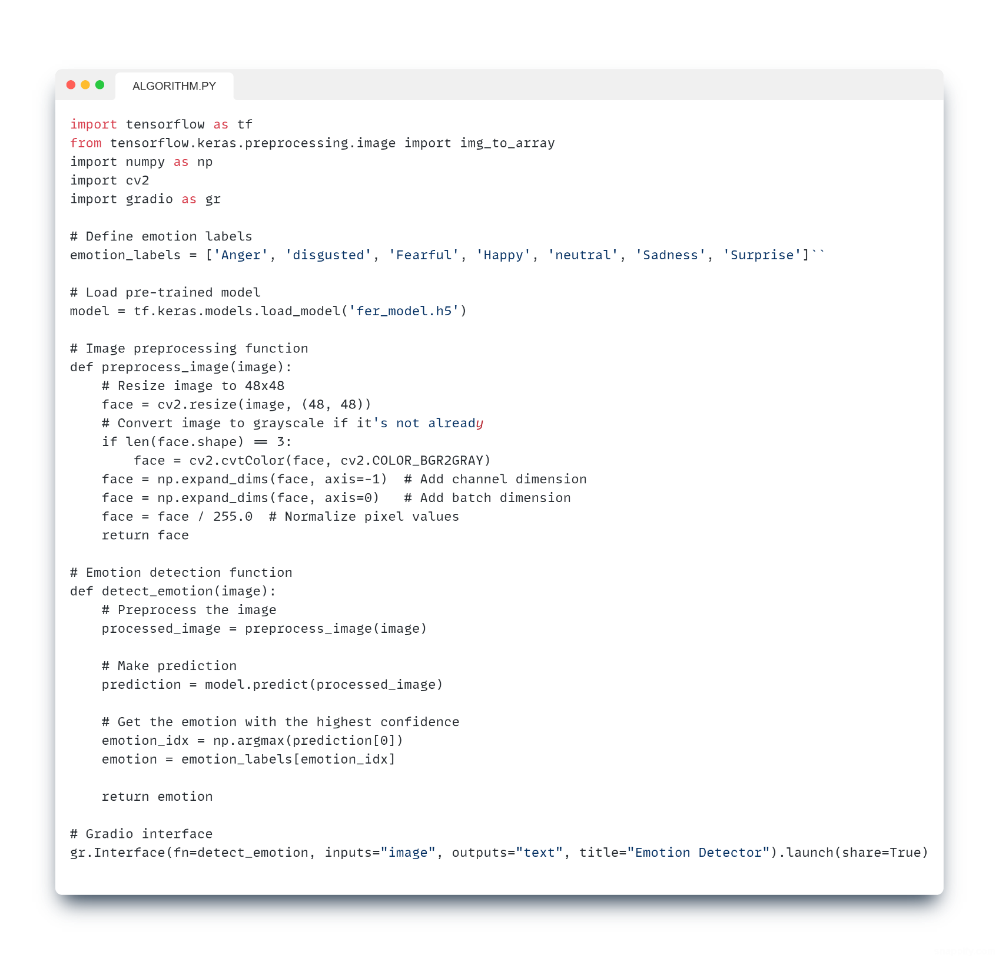 ALGORITHM.PY
import tensorflow as tf
from tensorflow.keras.preprocessing.image import img_to_array
import numpy as np
import cv2
import gradio as gr
# Define emotion labels
emotion_labels = ['Anger', 'disgusted', 'Fearful', 'Happy', 'neutral', 'Sadness', 'Surprise']``
# Load pre-trained model
model = tf.keras.models.load_model('fer_model.h5')
# Image preprocessing function
def preprocess_image(image):
    # Resize image to 48x48
    face = cv2.resize(image, (48, 48))
    # Convert image to grayscale if it's not already
    if len(face.shape) == 3:
        face = cv2.cvtColor(face, cv2.COLOR_BGR2GRAY)
    face = np.expand_dims(face, axis=-1)  # Add channel dimension
    face = np.expand_dims(face, axis=0)   # Add batch dimension
    face = face / 255.0  # Normalize pixel values
    return face
# Emotion detection function
def detect_emotion(image):
    # Preprocess the image
    processed_image = preprocess_image(image)
    # Make prediction
    prediction = model.predict(processed_image)
    # Get the emotion with the highest confidence
    emotion_idx = np.argmax(prediction[0])
    emotion = emotion_labels[emotion_idx]
    return emotion
# Gradio interface
gr.Interface(fn=detect_emotion, inputs="image", outputs="text", title="Emotion Detector").launch(share=True)